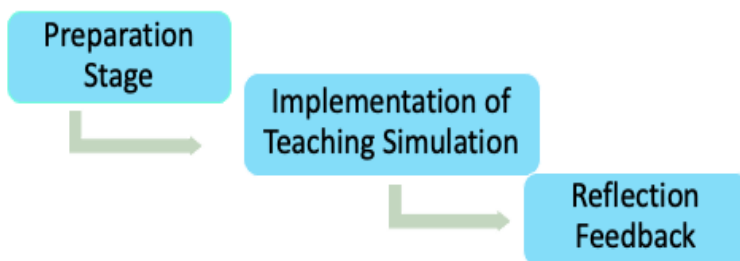 Preparation
Stage
Implementation of
Teaching Simulation
Reflection
Feedback